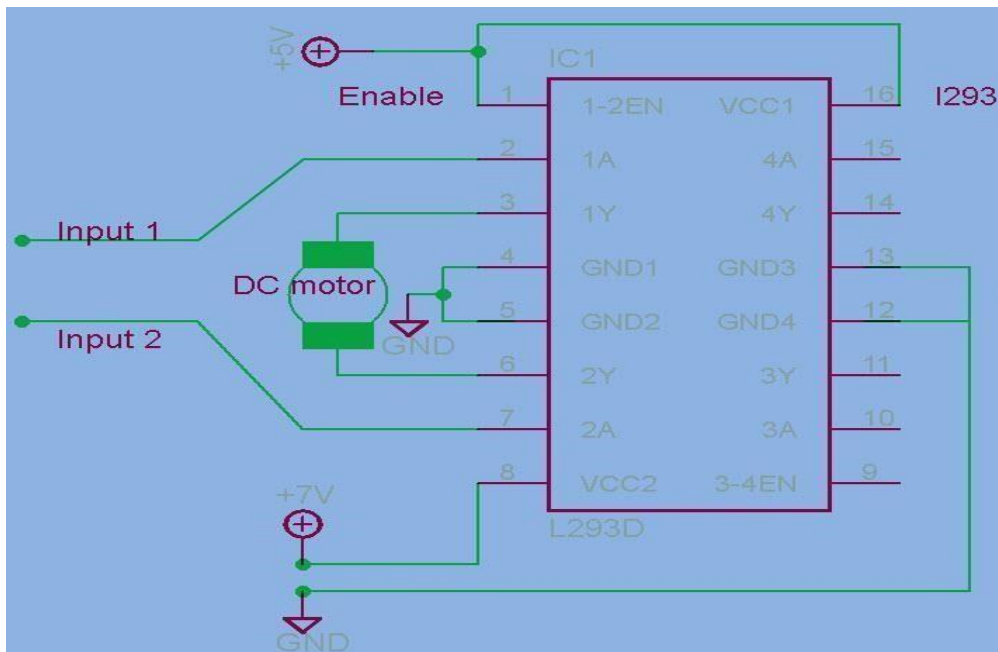 +5V
IC1
Enable
1
1-2EN
VCC1
16
I293
2
1A
4A
15
3
1Y
4Y
14
Input 1
4
GND1
GND3
13
DC motor
5
GND2
GND4
12
Input 2
GND
6
2Y
3Y
11
7
2A
3A
10
8
VCC2
3-4EN
9
+7V
L293D
GND